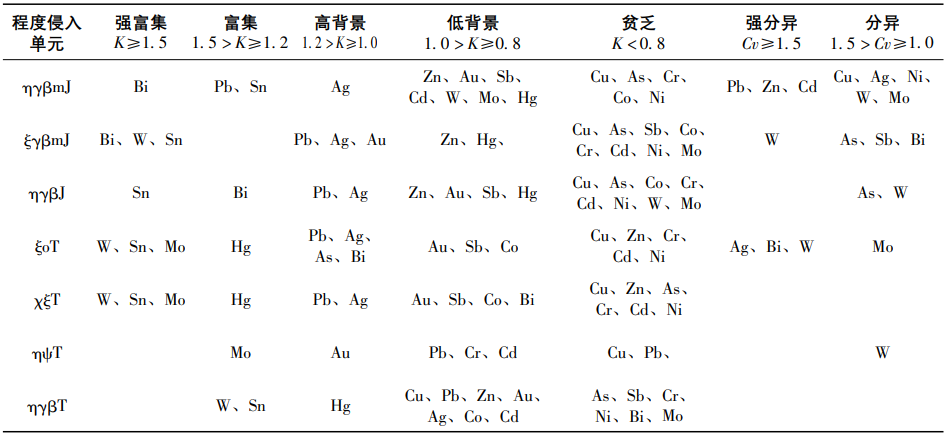 程度侵入单元 强富集 K≥1.5 富集 1.5>K≥1.2 高背景 1.2>K≥1.0 低背景 1.0>K≥0.8 贫乏 K<0.8 强分异 Cv≥1.5 分异 1.5>Cv≥1.0
ηγβmJ Bi Pb、Sn Ag Zn、Au、Sb、Cd、W、Mo、Hg Cu、As、Cr、Co、Ni Pb、Zn、Cd Cu、Ag、Ni、W、Mo
ξγβmJ Bi、W、Sn Pb、Ag、Au Zn、Hg、 Cu、As、Sb、Co、Cr、Cd、Ni、Mo W As、Sb、Bi
ηγβJ Sn Bi Pb、Ag Zn、Au、Sb、Hg Cu、As、Co、Cr、Cd、Ni、W、Mo As、W
ξoT W、Sn、Mo Hg Pb、Ag、As、Bi Au、Sb、Co Cu、Zn、Cr、Cd、Ni Ag、Bi、W Mo
χξT W、Sn、Mo Hg Pb、Ag Au、Sb、Co、Bi Cu、Zn、As、Cr、Cd、Ni
ηψT Mo Au Pb、Cr、Cd Cu、Pb、 W
ηγβT W、Sn Hg Cu、Pb、Zn、Au、Ag、Co、Cd As、Sb、Cr、Ni、Bi、Mo